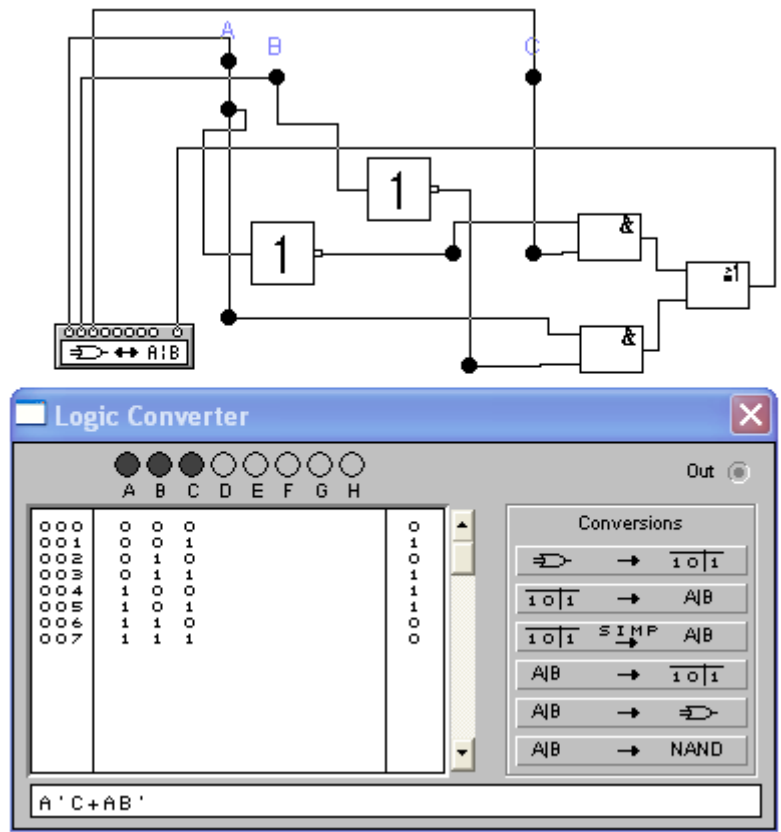 A
B
C
1
&
1
≥1
&
A|B
Logic Converter
A B C D E F G H
Out
000 0 0 0 0
001 0 0 1 1
002 0 1 0 0
003 0 1 1 1
004 1 0 0 1
005 1 0 1 1
006 1 1 0 0
007 1 1 1 0
Conversions
→ 1 0|1
1 0|1 → A|B
1 0|1 SIMP → A|B
A|B → 1 0|1
A|B →
A|B → NAND
A'C+AB'